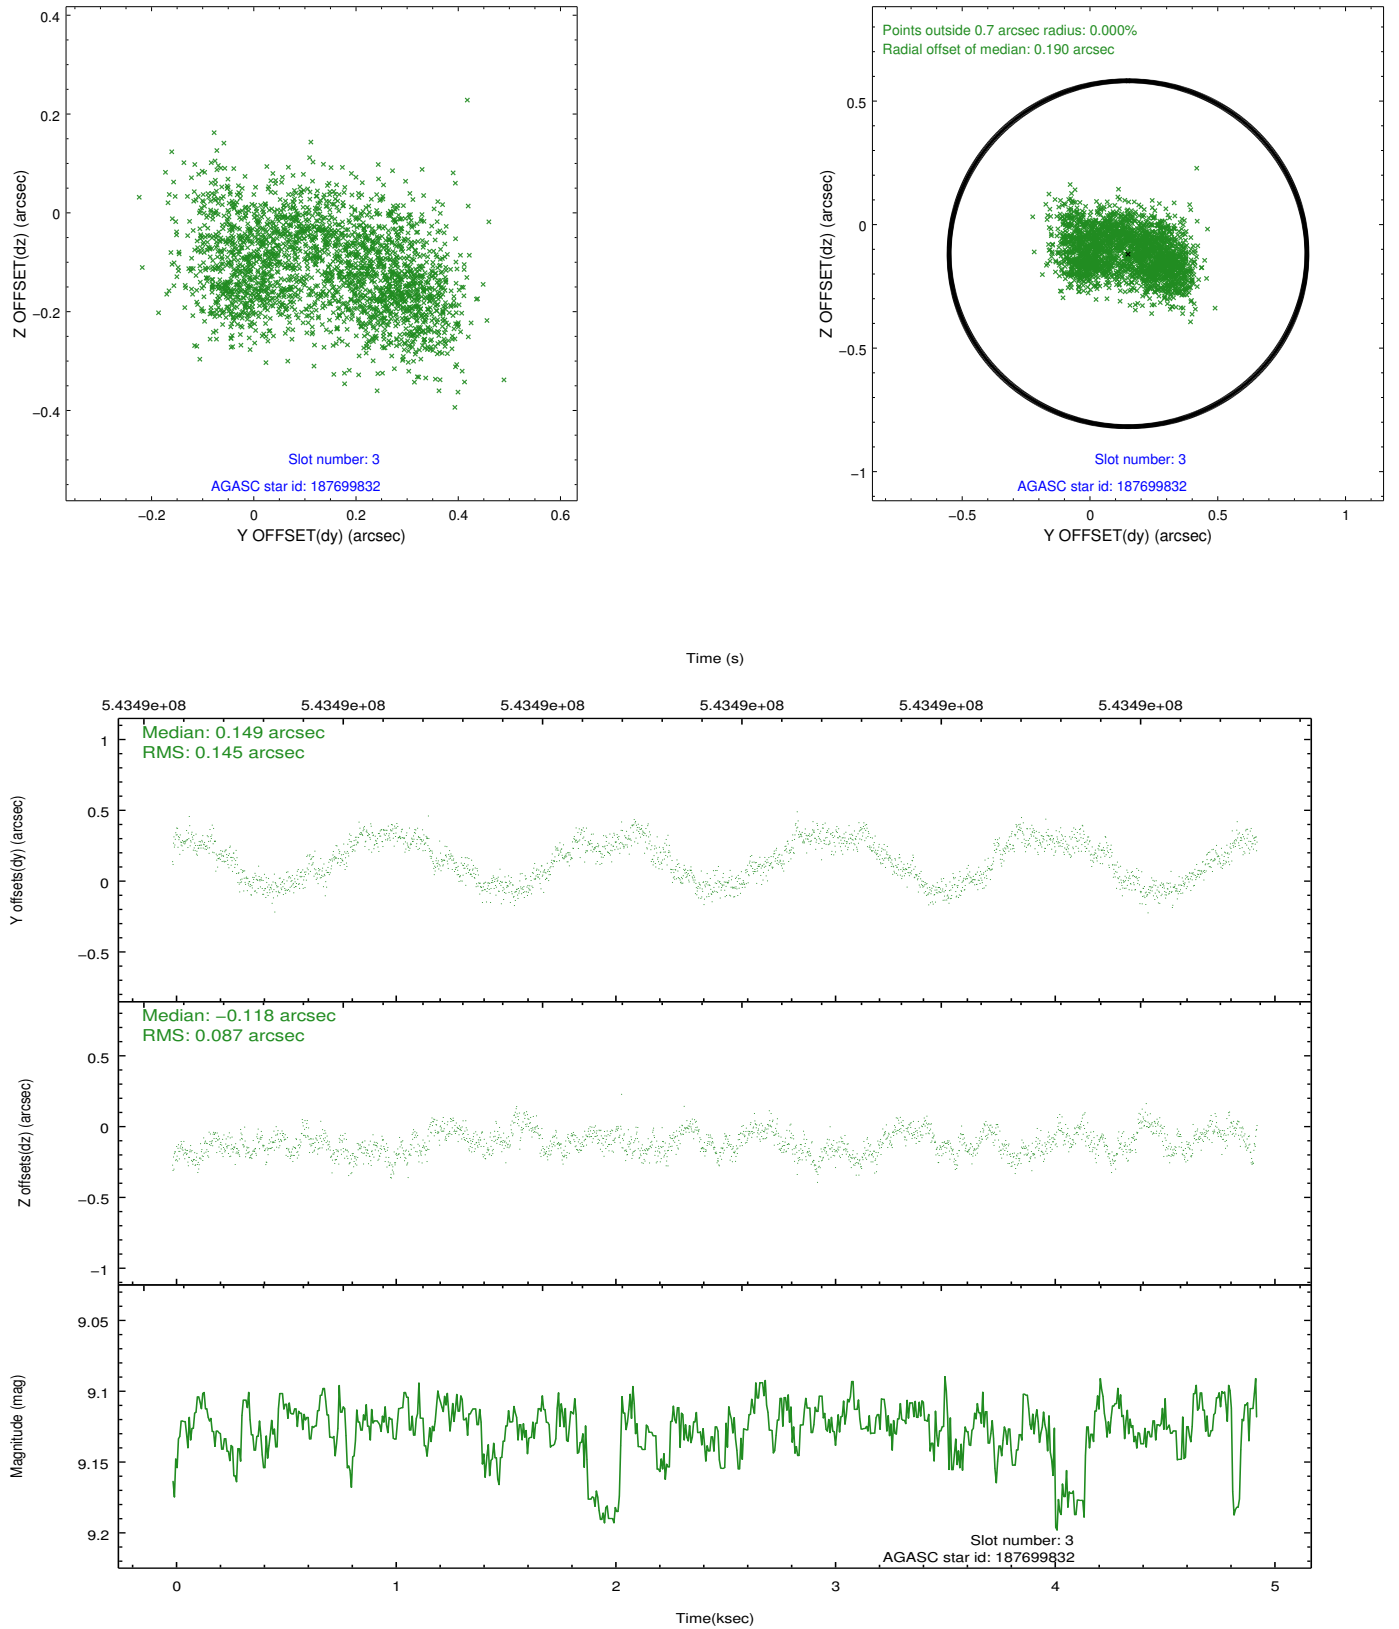 0.4
0.2
0
−0.2
−0.4
Z OFFSET(dz) (arcsec)
Slot number: 3
AGASC star id: 187699832
−0.2 0 0.2 0.4 0.6
Y OFFSET(dy) (arcsec)
Points outside 0.7 arcsec radius: 0.000%
Radial offset of median: 0.190 arcsec
0.5
0
−0.5
−1
Z OFFSET(dz) (arcsec)
Slot number: 3
AGASC star id: 187699832
−0.5 0 0.5 1
Y OFFSET(dy) (arcsec)
Time (s)
5.4349e+08 5.4349e+08 5.4349e+08 5.4349e+08 5.4349e+08 5.4349e+08
Median: 0.149 arcsec
RMS: 0.145 arcsec
1
0.5
0
−0.5
Y offsets(dy) (arcsec)
Median: −0.118 arcsec
RMS: 0.087 arcsec
0.5
0
−0.5
−1
Z offsets(dz) (arcsec)
9.05
9.1
9.15
9.2
Magnitude (mag)
Slot number: 3
AGASC star id: 187699832
0 1 2 3 4 5
Time(ksec)